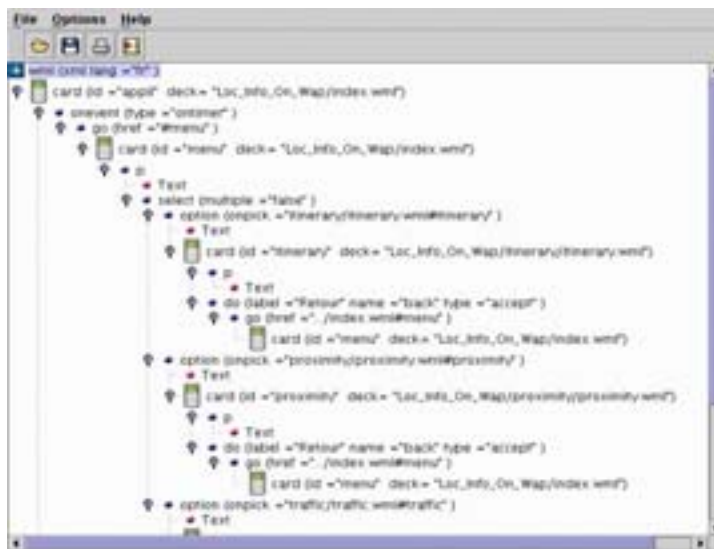 File Options Help
wml (xml:lang ="fr" )
card (id ="appli" deck= "Loc_Info_On_Wap/index.wml")
onevent (type ="ontimer" )
go (href ="#menu" )
card (id ="menu" deck= "Loc_Info_On_Wap/index.wml")
p
Text
select (multiple ="false" )
option (onpick ="itinerary/itinerary.wml#itinerary" )
Text
card (id ="itinerary" deck= "Loc_Info_On_Wap/itinerary/itinerary.wml")
p
Text
do (label ="Retour" name ="back" type ="accept" )
go (href ="../index.wml#menu" )
card (id ="menu" deck= "Loc_Info_On_Wap/index.wml")
option (onpick ="proximity/proximity.wml#proximity" )
Text
card (id ="proximity" deck= "Loc_Info_On_Wap/proximity/proximity.wml")
p
Text
do (label ="Retour" name ="back" type ="accept" )
go (href ="../index.wml#menu" )
card (id ="menu" deck= "Loc_Info_On_Wap/index.wml")
option (onpick ="traffic/traffic.wml#traffic" )
Text